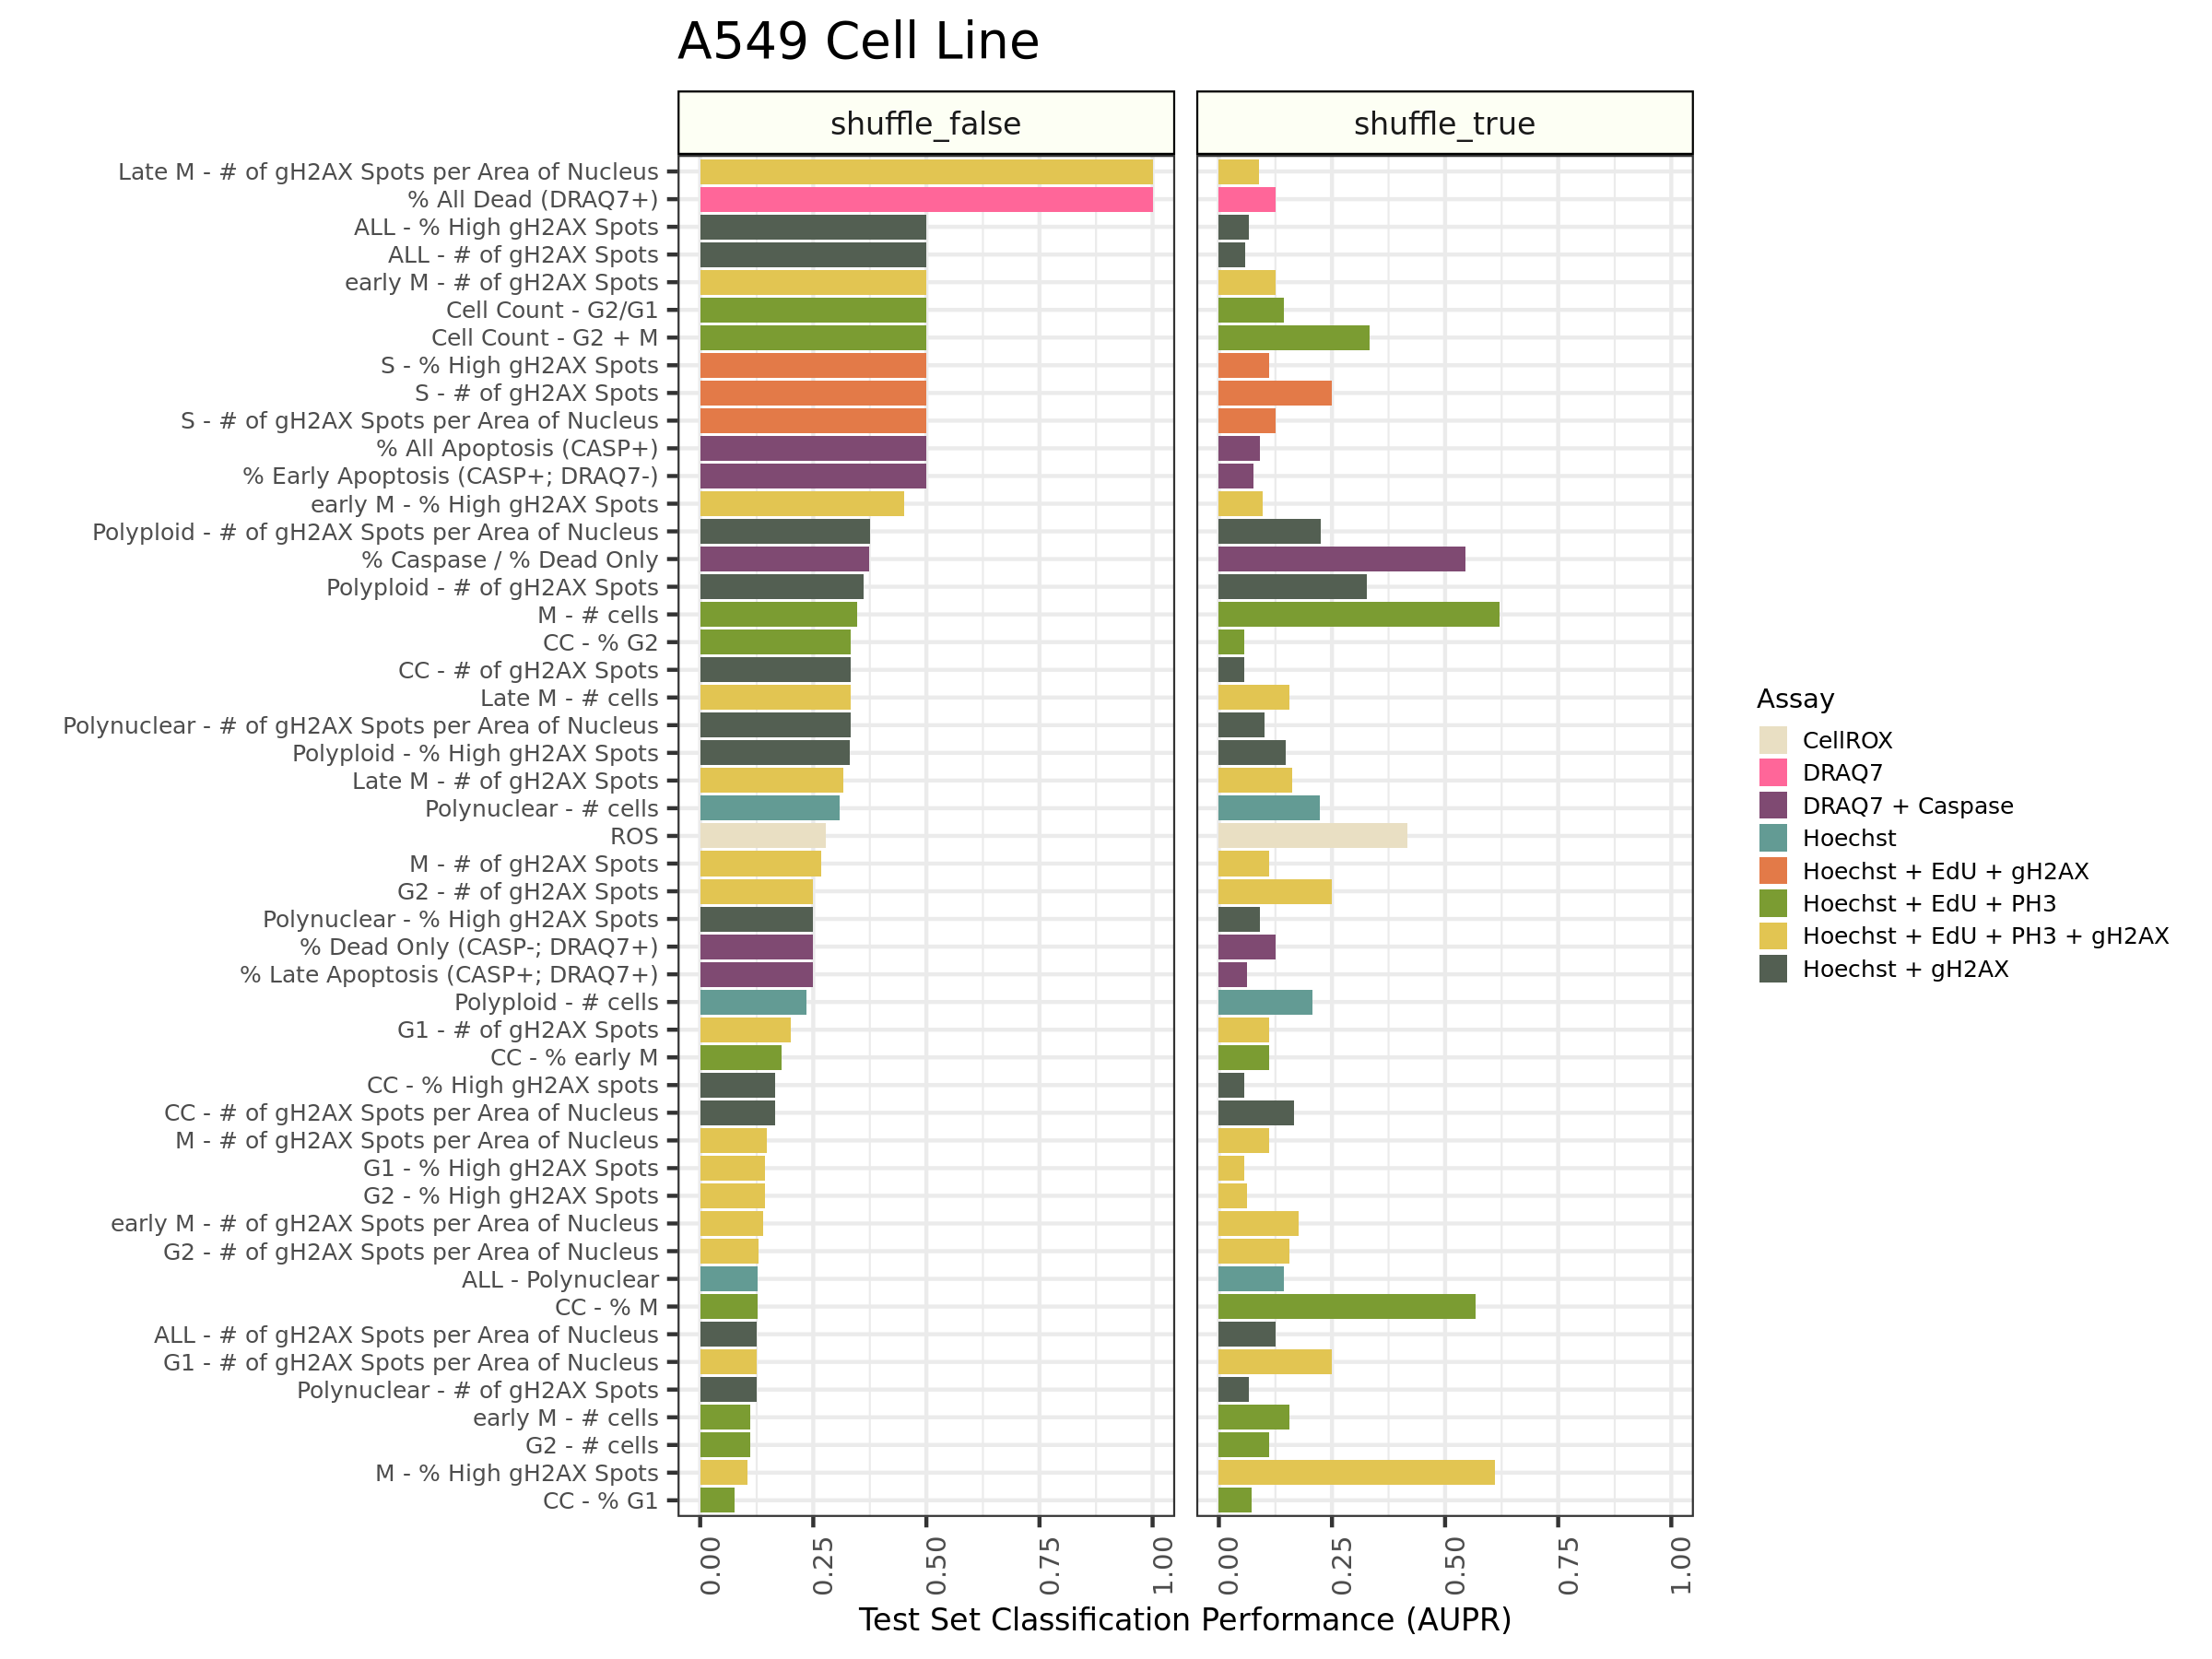 A549 Cell Line
shuffle_false
shuffle_true
Late M - # of gH2AX Spots per Area of Nucleus
% All Dead (DRAQ7+)
ALL - % High gH2AX Spots
ALL - # of gH2AX Spots
early M - # of gH2AX Spots
Cell Count - G2/G1
Cell Count - G2 + M
S - % High gH2AX Spots
S - # of gH2AX Spots
S - # of gH2AX Spots per Area of Nucleus
% All Apoptosis (CASP+)
% Early Apoptosis (CASP+; DRAQ7-)
early M - % High gH2AX Spots
Polyploid - # of gH2AX Spots per Area of Nucleus
% Caspase / % Dead Only
Polyploid - # of gH2AX Spots
M - # cells
CC - % G2
CC - # of gH2AX Spots
Late M - # cells
Polynuclear - # of gH2AX Spots per Area of Nucleus
Polyploid - % High gH2AX Spots
Late M - # of gH2AX Spots
Polynuclear - # cells
ROS
M - # of gH2AX Spots
G2 - # of gH2AX Spots
Polynuclear - % High gH2AX Spots
% Dead Only (CASP-; DRAQ7+)
% Late Apoptosis (CASP+; DRAQ7+)
Polyploid - # cells
G1 - # of gH2AX Spots
CC - % early M
CC - % High gH2AX spots
CC - # of gH2AX Spots per Area of Nucleus
M - # of gH2AX Spots per Area of Nucleus
G1 - % High gH2AX Spots
G2 - % High gH2AX Spots
early M - # of gH2AX Spots per Area of Nucleus
G2 - # of gH2AX Spots per Area of Nucleus
ALL - Polynuclear
CC - % M
ALL - # of gH2AX Spots per Area of Nucleus
G1 - # of gH2AX Spots per Area of Nucleus
Polynuclear - # of gH2AX Spots
early M - # cells
G2 - # cells
M - % High gH2AX Spots
CC - % G1
0.00
0.25
0.50
0.75
1.00
0.00
0.25
0.50
0.75
1.00
Test Set Classification Performance (AUPR)
Assay
CellROX
DRAQ7
DRAQ7 + Caspase
Hoechst
Hoechst + EdU + gH2AX
Hoechst + EdU + PH3
Hoechst + EdU + PH3 + gH2AX
Hoechst + gH2AX